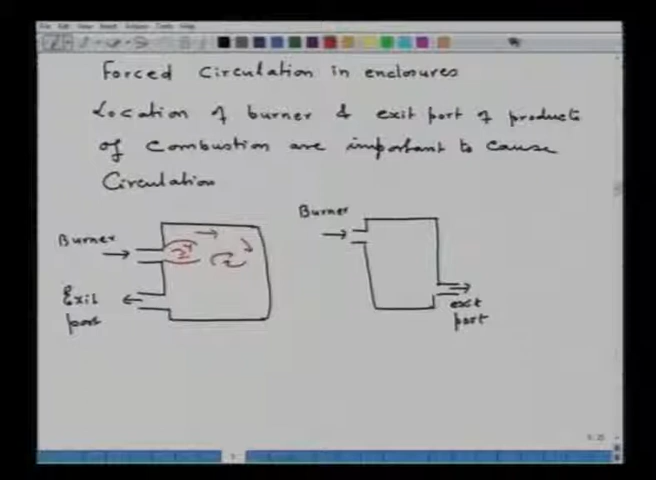 Forced Circulation in enclosures
Location of burner & exit port of products
of Combustion are important to cause
Circulation
Burner
Exit
port
Burner
exit
port